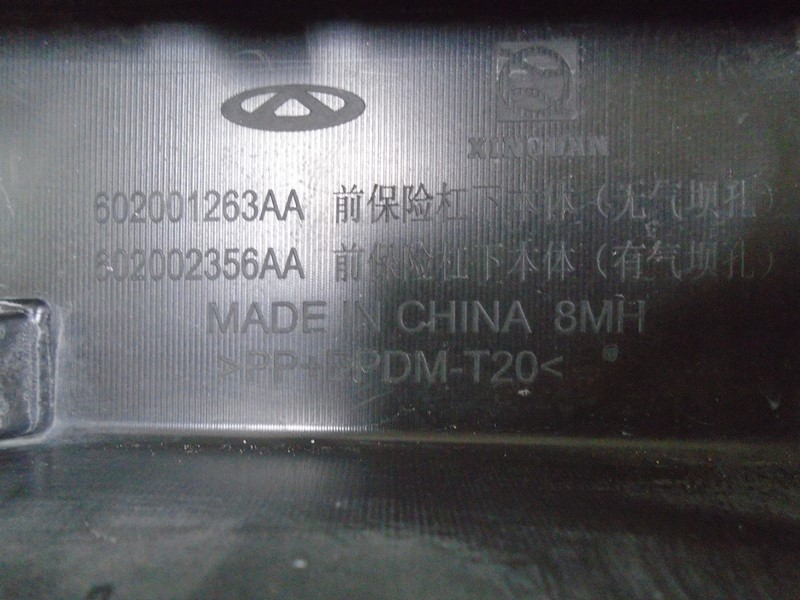 XINQUAN
602001263AA 前保险杠下本体（无气坝孔）
602002356AA 前保险杠下本体（有气坝孔）
MADE IN CHINA 8MH
>PP+EPDM-T20<